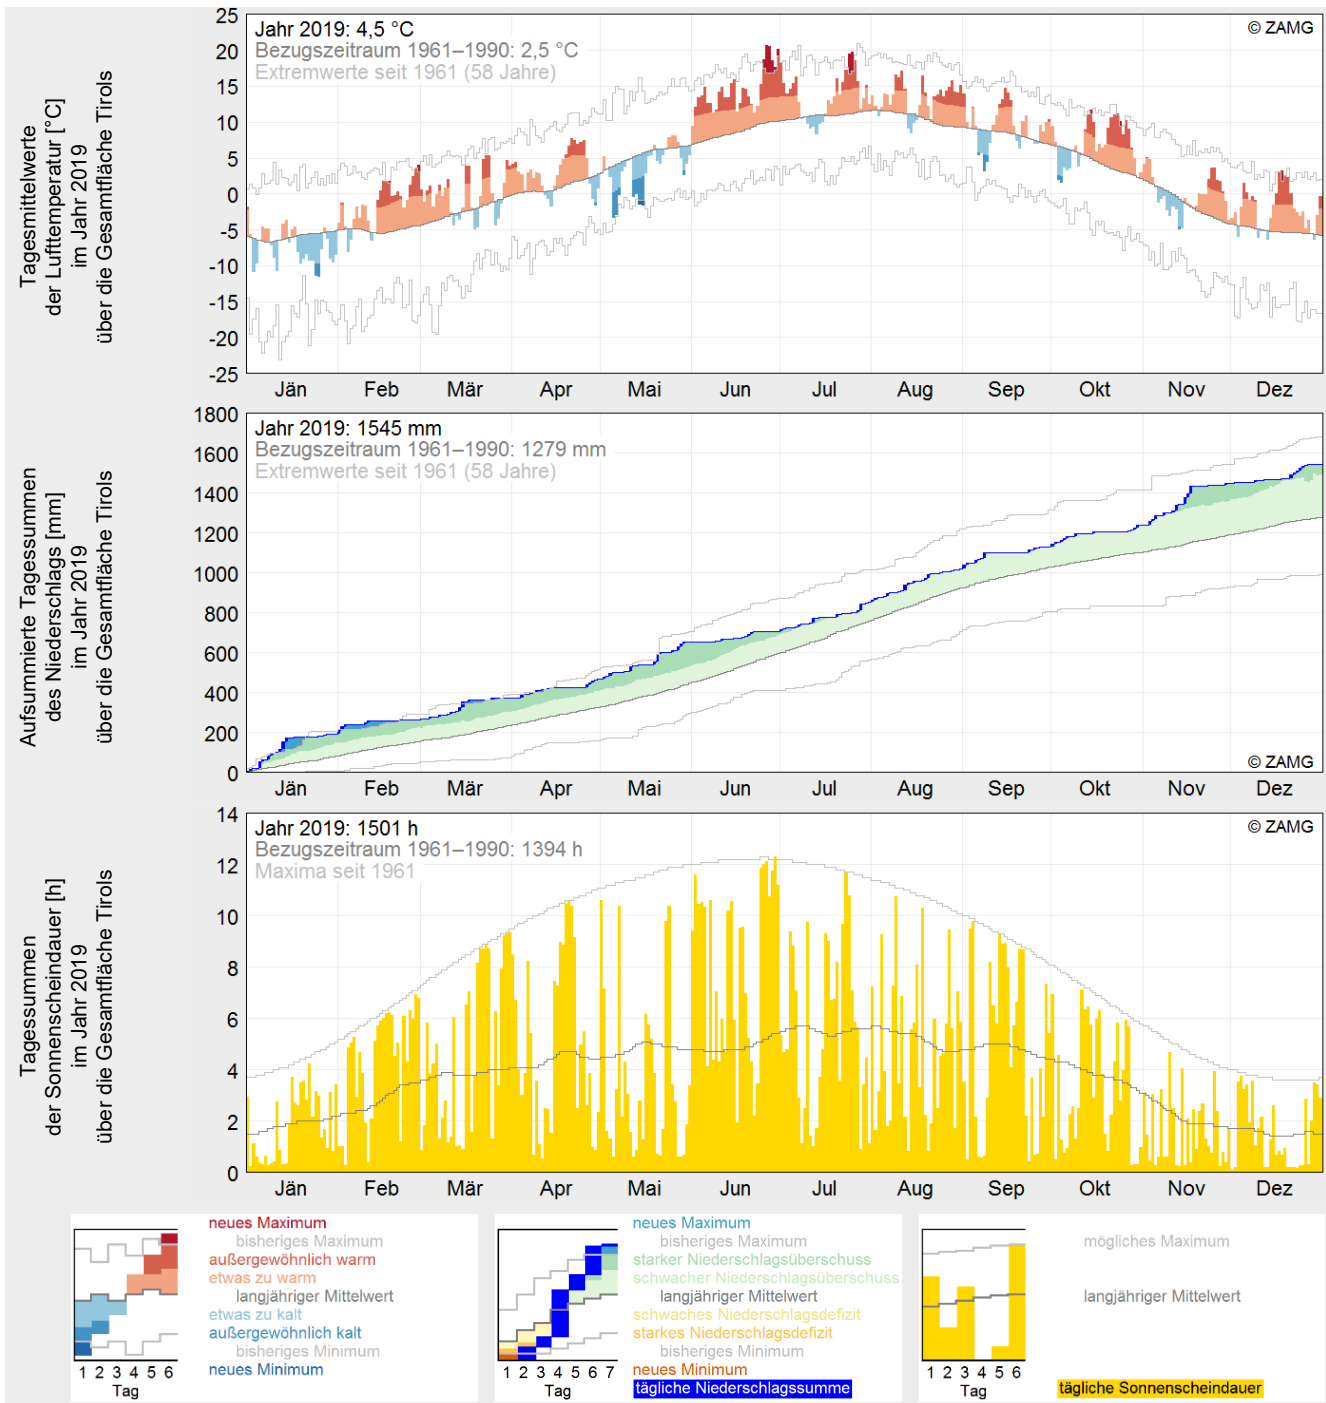 Tagesmittelwerte
der Lufttemperatur [°C]
im Jahr 2019
über die Gesamtfläche Tirols
Jahr 2019: 4,5 °C
Bezugszeitraum 1961–1990: 2,5 °C
Extremwerte seit 1961 (58 Jahre)
© ZAMG
25
20
15
10
5
0
-5
-10
-15
-20
-25
Jän Feb Mär Apr Mai Jun Jul Aug Sep Okt Nov Dez
Aufsummierte Tagessummen
des Niederschlags [mm]
im Jahr 2019
über die Gesamtfläche Tirols
Jahr 2019: 1545 mm
Bezugszeitraum 1961–1990: 1279 mm
Extremwerte seit 1961 (58 Jahre)
© ZAMG
1800
1600
1400
1200
1000
800
600
400
200
0
Jän Feb Mär Apr Mai Jun Jul Aug Sep Okt Nov Dez
Tagessummen
der Sonnenscheindauer [h]
im Jahr 2019
über die Gesamtfläche Tirols
Jahr 2019: 1501 h
Bezugszeitraum 1961–1990: 1394 h
Maxima seit 1961
© ZAMG
14
12
10
8
6
4
2
0
Jän Feb Mär Apr Mai Jun Jul Aug Sep Okt Nov Dez
neues Maximum
bisheriges Maximum
außergewöhnlich warm
etwas zu warm
langjähriger Mittelwert
etwas zu kalt
außergewöhnlich kalt
bisheriges Minimum
neues Minimum
1 2 3 4 5 6
Tag
neues Maximum
bisheriges Maximum
starker Niederschlagsüberschuss
schwacher Niederschlagsüberschuss
langjähriger Mittelwert
schwaches Niederschlagsdefizit
starkes Niederschlagsdefizit
bisheriges Minimum
neues Minimum
tägliche Niederschlagssumme
1 2 3 4 5 6 7
Tag
mögliches Maximum
langjähriger Mittelwert
tägliche Sonnenscheindauer
1 2 3 4 5 6
Tag